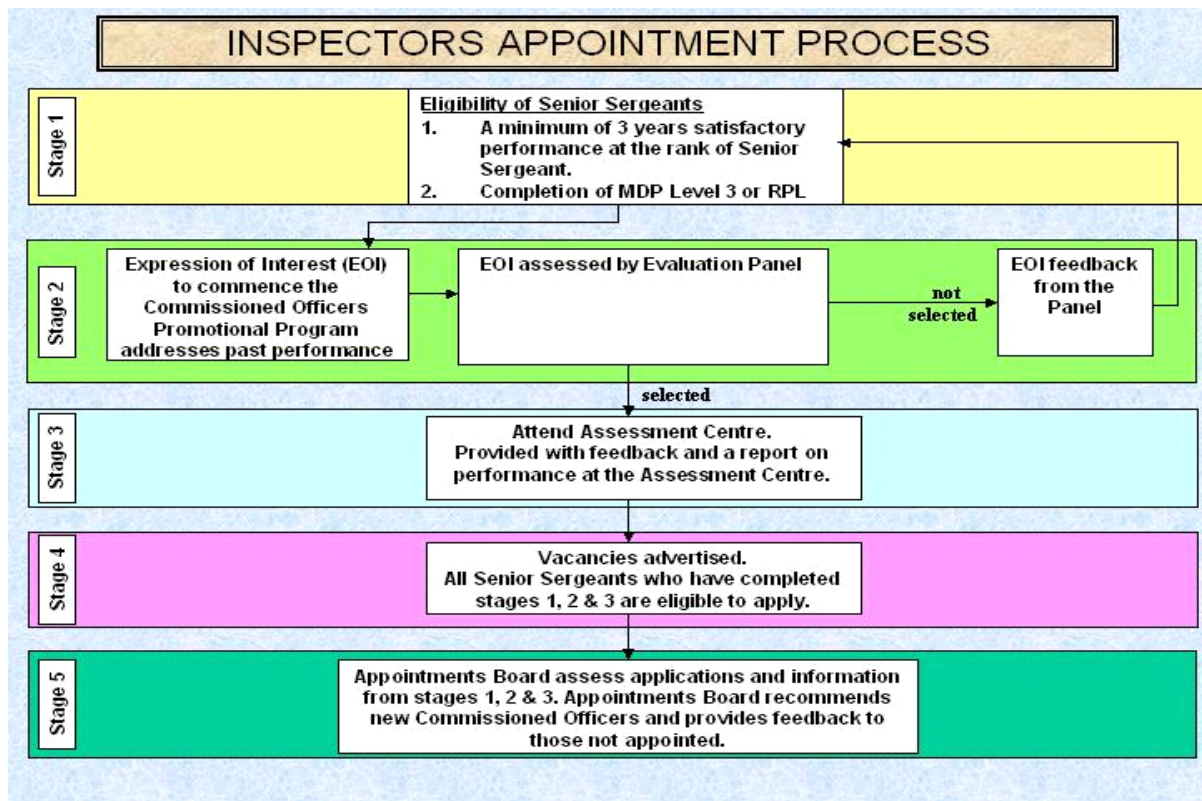 INSPECTORS APPOINTMENT PROCESS
Stage 1
Eligibility of Senior Sergeants
1. A minimum of 3 years satisfactory
performance at the rank of Senior
Sergeant.
2. Completion of MDP Level 3 or RPL
Stage 2
Expression of Interest (EOI)
to commence the
Commissioned Officers
Promotional Program
addresses past performance
EOI assessed by Evaluation Panel
not
selected
EOI feedback
from the
Panel
selected
Stage 3
Attend Assessment Centre.
Provided with feedback and a report on
performance at the Assessment Centre.
Stage 4
Vacancies advertised.
All Senior Sergeants who have completed
stages 1, 2 & 3 are eligible to apply.
Stage 5
Appointments Board assess applications and information
from stages 1, 2 & 3. Appointments Board recommends
new Commissioned Officers and provides feedback to
those not appointed.